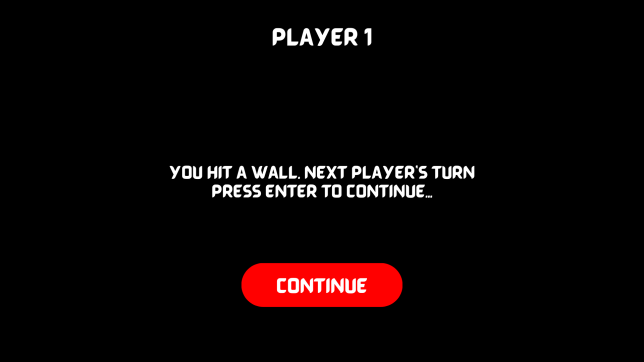 PLAYER 1
YOU HIT A WALL. NEXT PLAYER'S TURN
PRESS ENTER TO CONTINUE...
CONTINUE